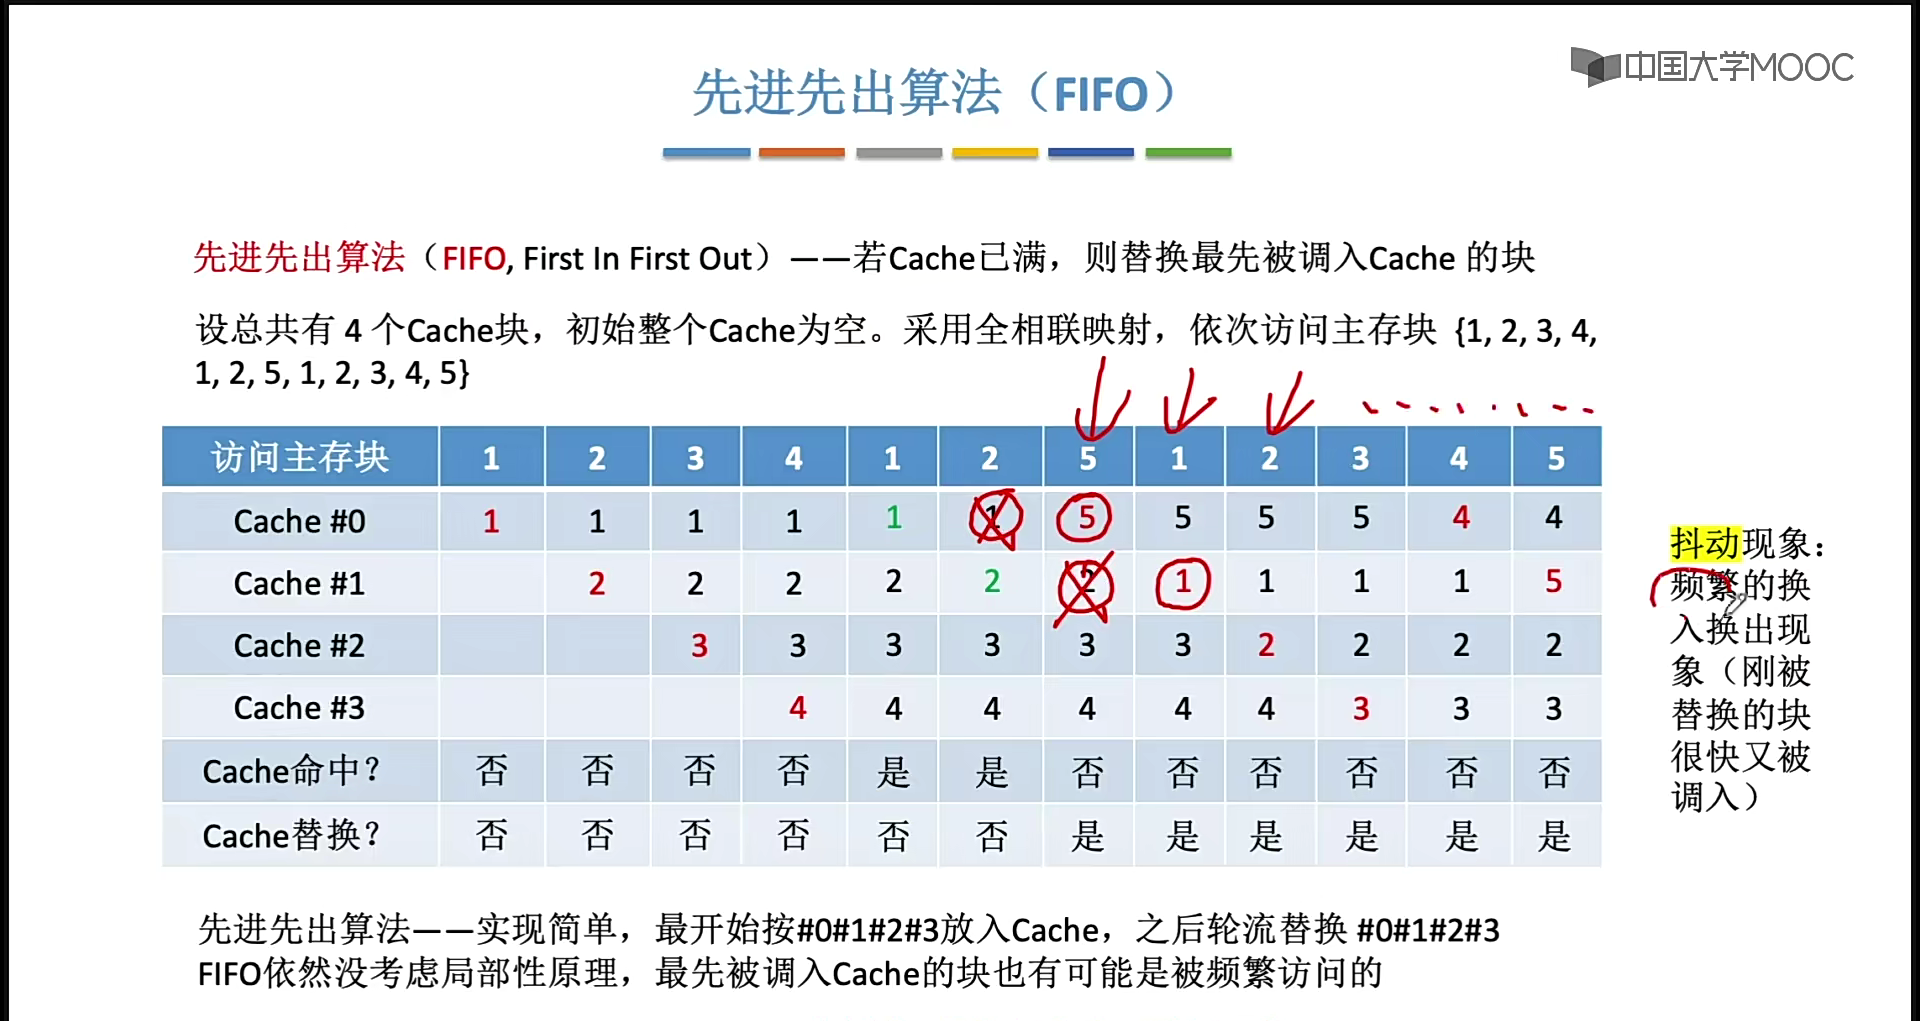 中国大学MOOC
先进先出算法（FIFO）
先进先出算法（FIFO, First In First Out）——若Cache已满，则替换最先被调入Cache 的块
设总共有 4 个Cache块，初始整个Cache为空。采用全相联映射，依次访问主存块 {1, 2, 3, 4,
1, 2, 5, 1, 2, 3, 4, 5}
访问主存块 1 2 3 4 1 2 5 1 2 3 4 5
Cache #0 1 1 1 1 1 1 5 5 5 5 4 4
Cache #1 2 2 2 2 2 2 1 1 1 1 5
Cache #2 3 3 3 3 3 3 2 2 2 2
Cache #3 4 4 4 4 4 4 3 3 3
Cache命中？ 否 否 否 否 是 是 否 否 否 否 否 否
Cache替换？ 否 否 否 否 否 否 是 是 是 是 是 是
抖动现象：
频繁的换
入换出现
象（刚被
替换的块
很快又被
调入）
先进先出算法——实现简单，最开始按#0#1#2#3放入Cache，之后轮流替换 #0#1#2#3
FIFO依然没考虑局部性原理，最先被调入Cache的块也有可能是被频繁访问的